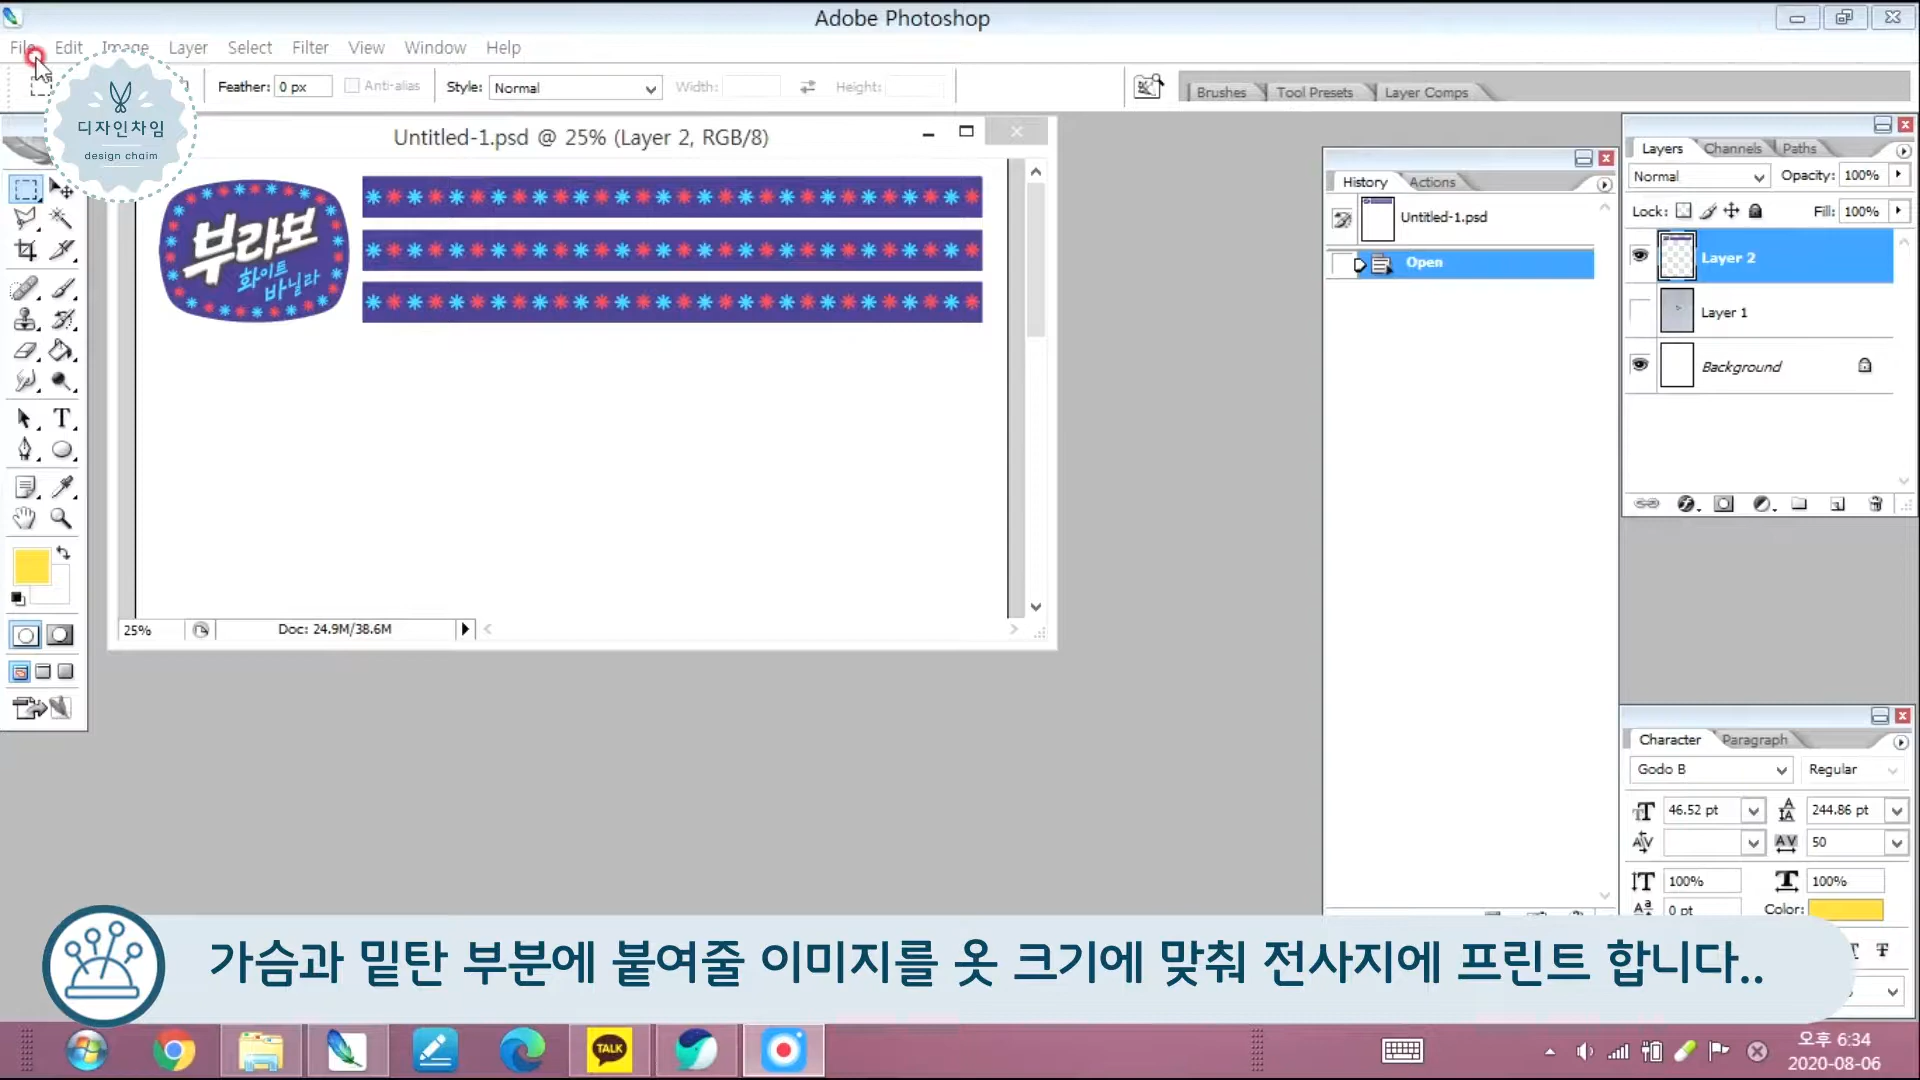 Adobe Photoshop
File Edit Image Layer Select Filter View Window Help
Feather: 0 px Anti-alias Style: Normal Width: Height:
Brushes Tool Presets Layer Comps
디자인차임
design chaim
Untitled-1.psd @ 25% (Layer 2, RGB/8)
부라보
화이트
바닐라
25% Doc: 24.9M/38.6M
History Actions
Untitled-1.psd
Open
Layers Channels Paths
Normal Opacity: 100%
Lock: Fill: 100%
Layer 2
Layer 1
Background
Character Paragraph
Godo B Regular
46.52 pt 244.86 pt
50
100% 100%
0 pt Color:
가슴과 밑탄 부분에 붙여줄 이미지를 옷 크기에 맞춰 전사지에 프린트 합니다..
TALK
오후 6:34
2020-08-06